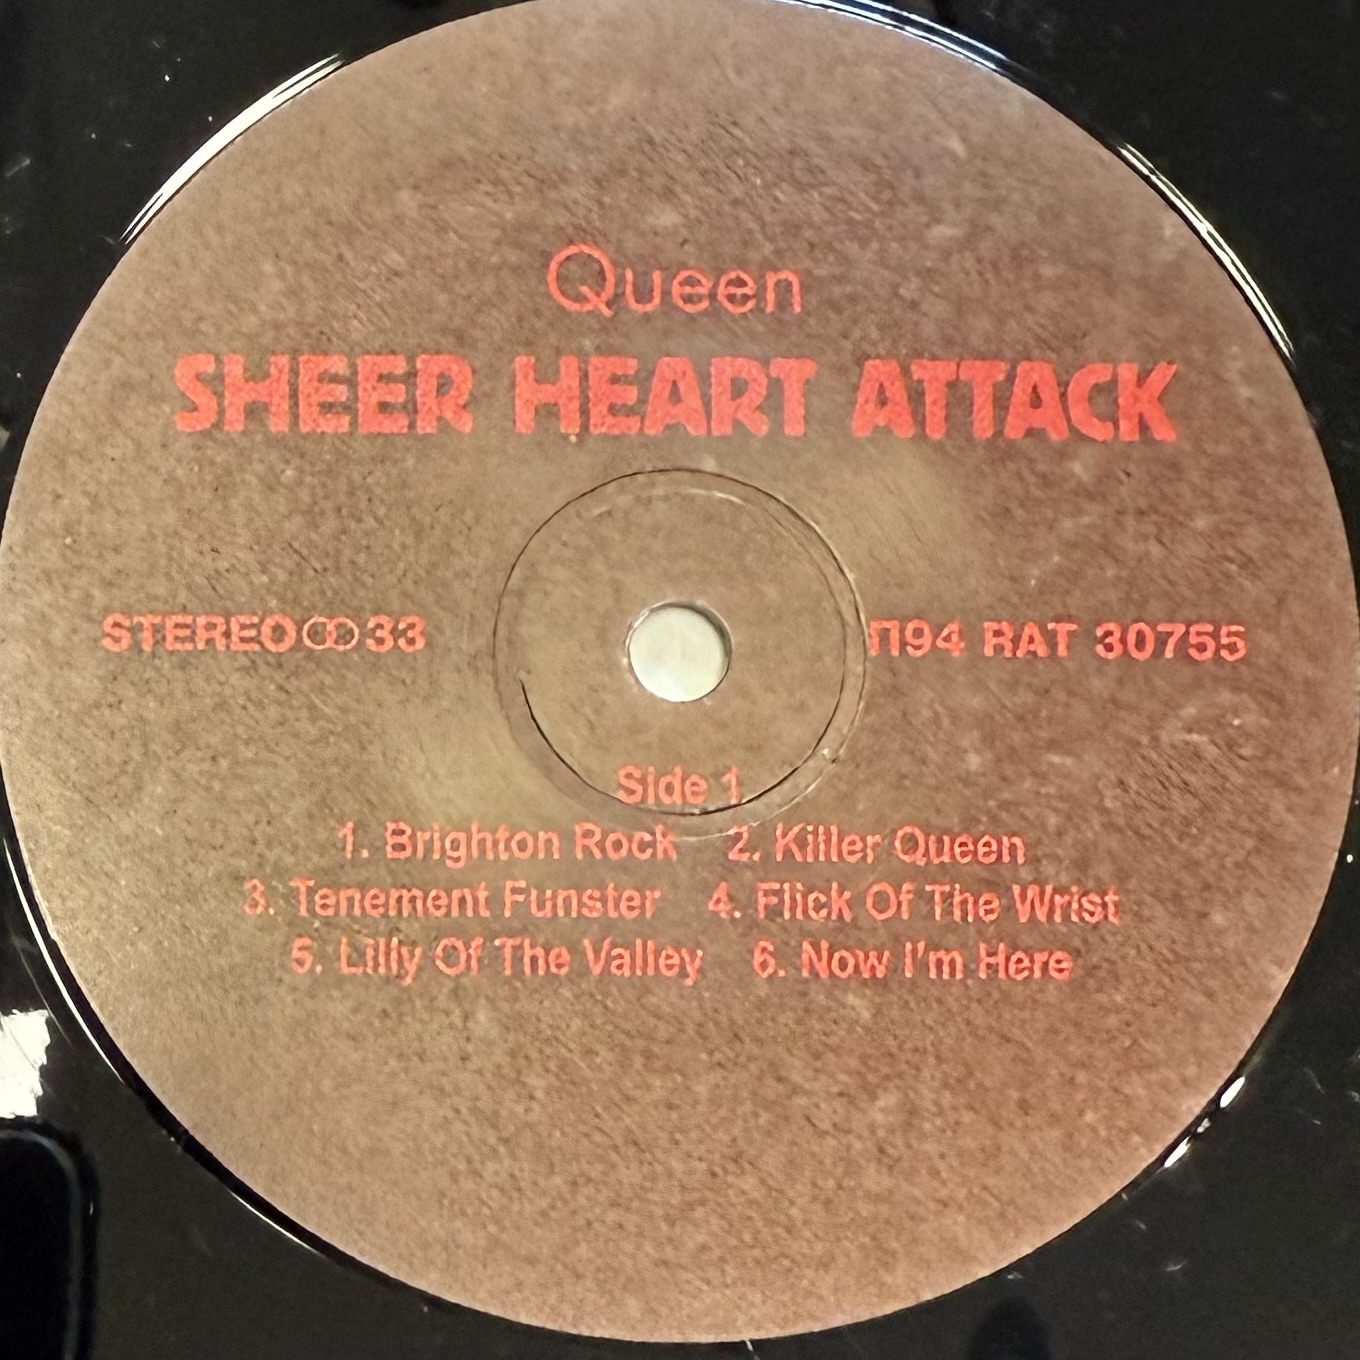 Queen
SHEER HEART ATTACK
STEREO 33
П94 RAT 30755
Side 1
1. Brighton Rock 2. Killer Queen
3. Tenement Funster 4. Flick Of The Wrist
5. Lilly Of The Valley 6. Now I'm Here